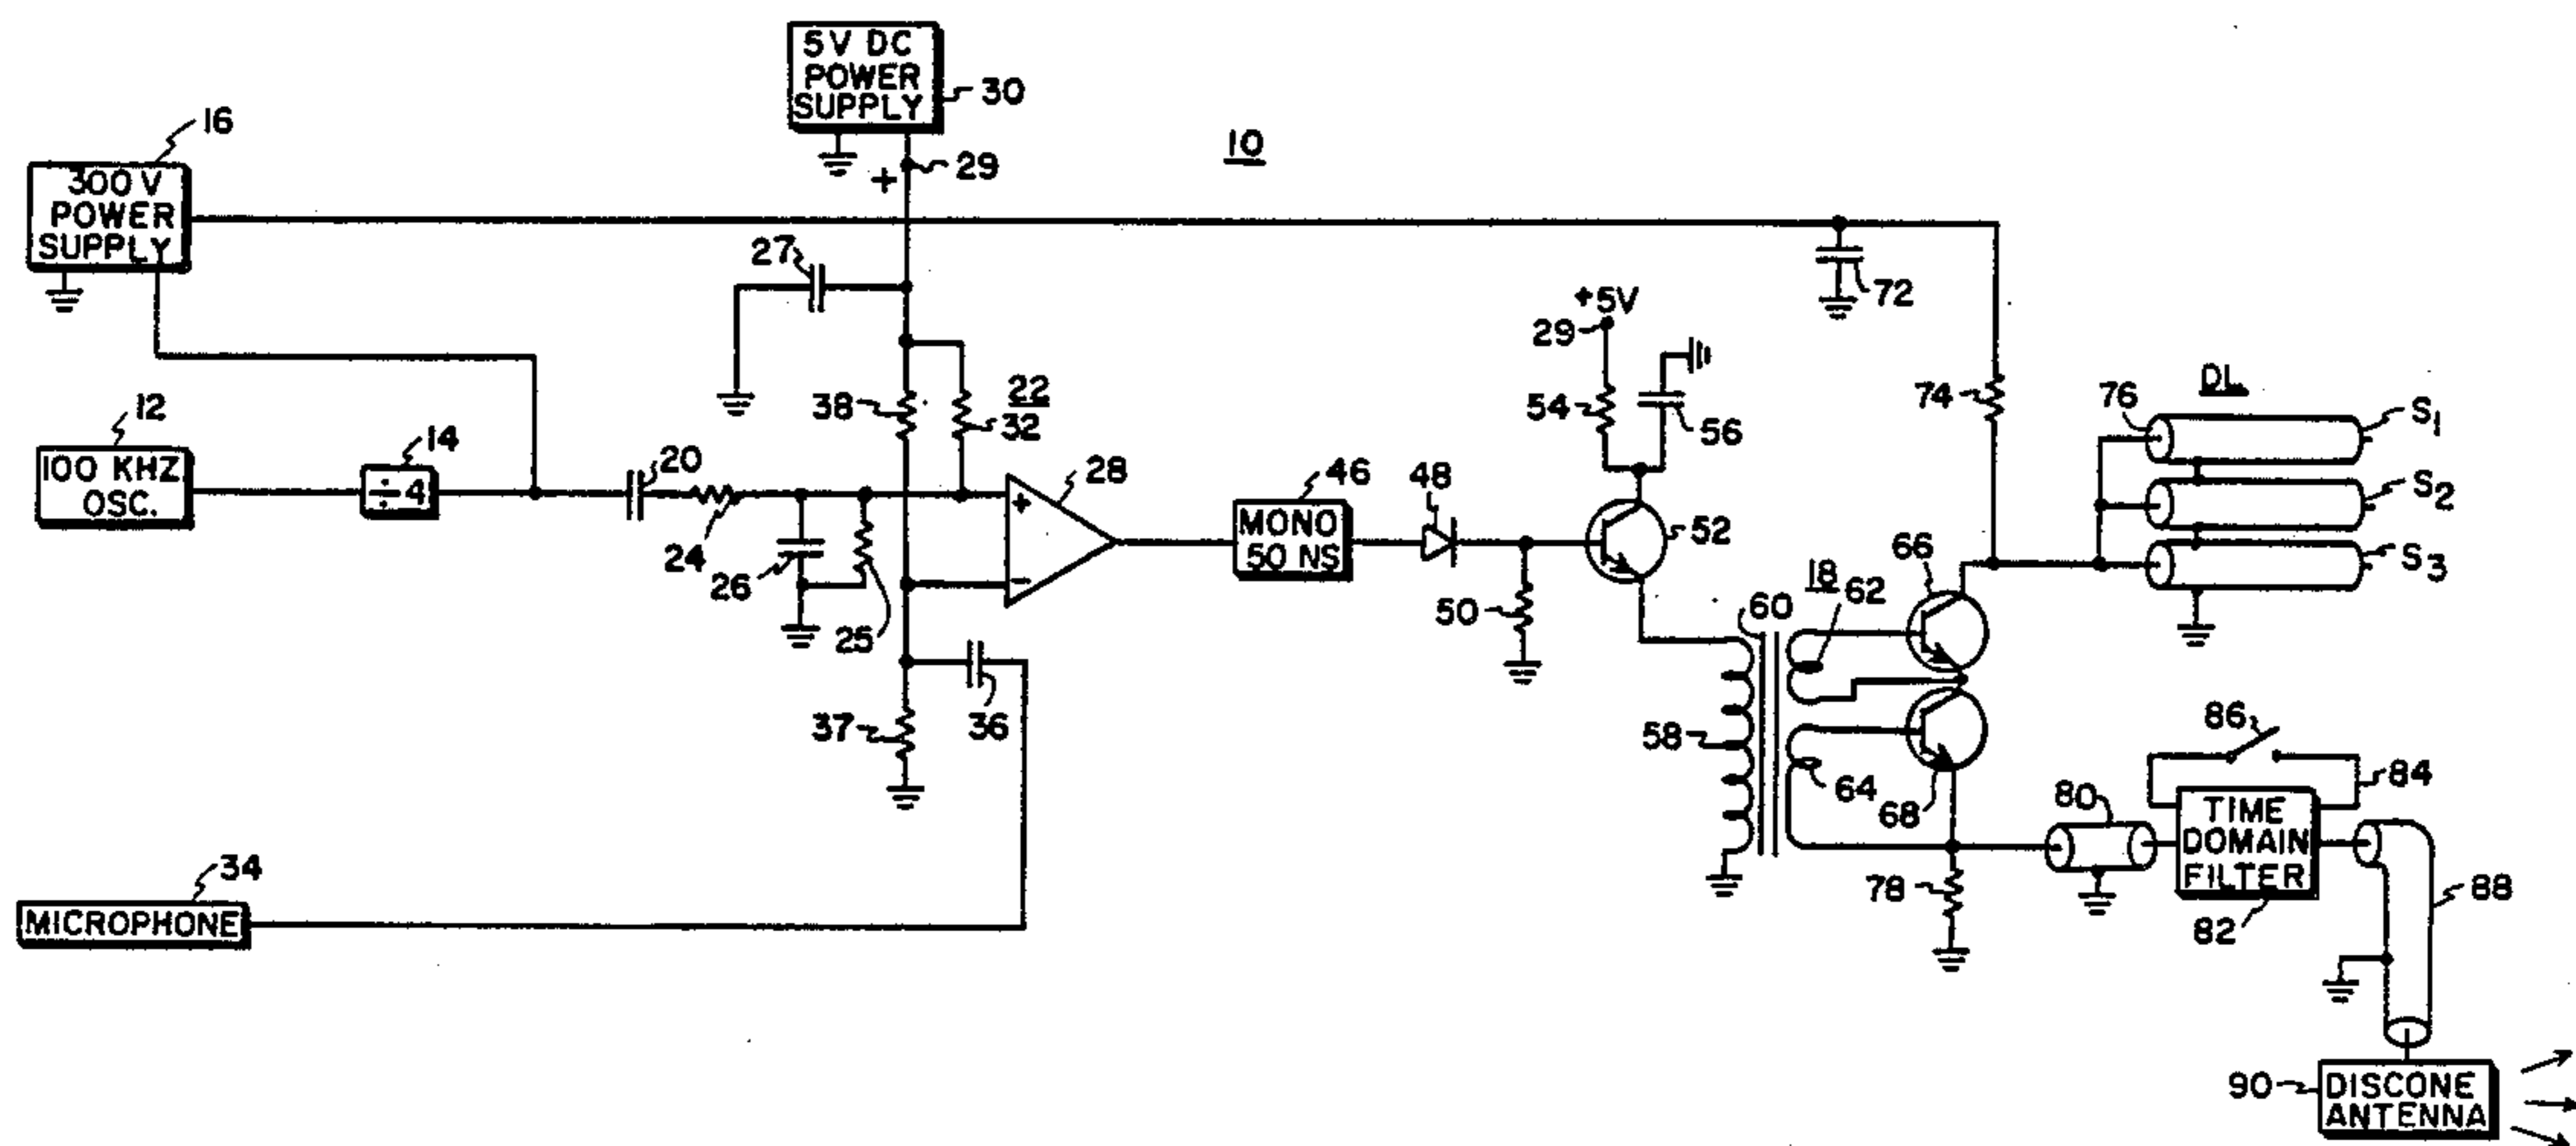 5V DC
POWER
SUPPLY
30
16
10
+
29
300 V
POWER
SUPPLY
27
72
+5V
29
DL
12
14
38
22
32
54
56
74
76
S1
100 KHZ
OSC.
÷4
20
+
28
46
48
52
S2
24
MONO
50 NS
66
S3
26
25
−
50
60
18
62
37
36
58
64
68
86
84
80
TIME
DOMAIN
FILTER
34
MICROPHONE
78
82
88
90
DISCONE
ANTENNA